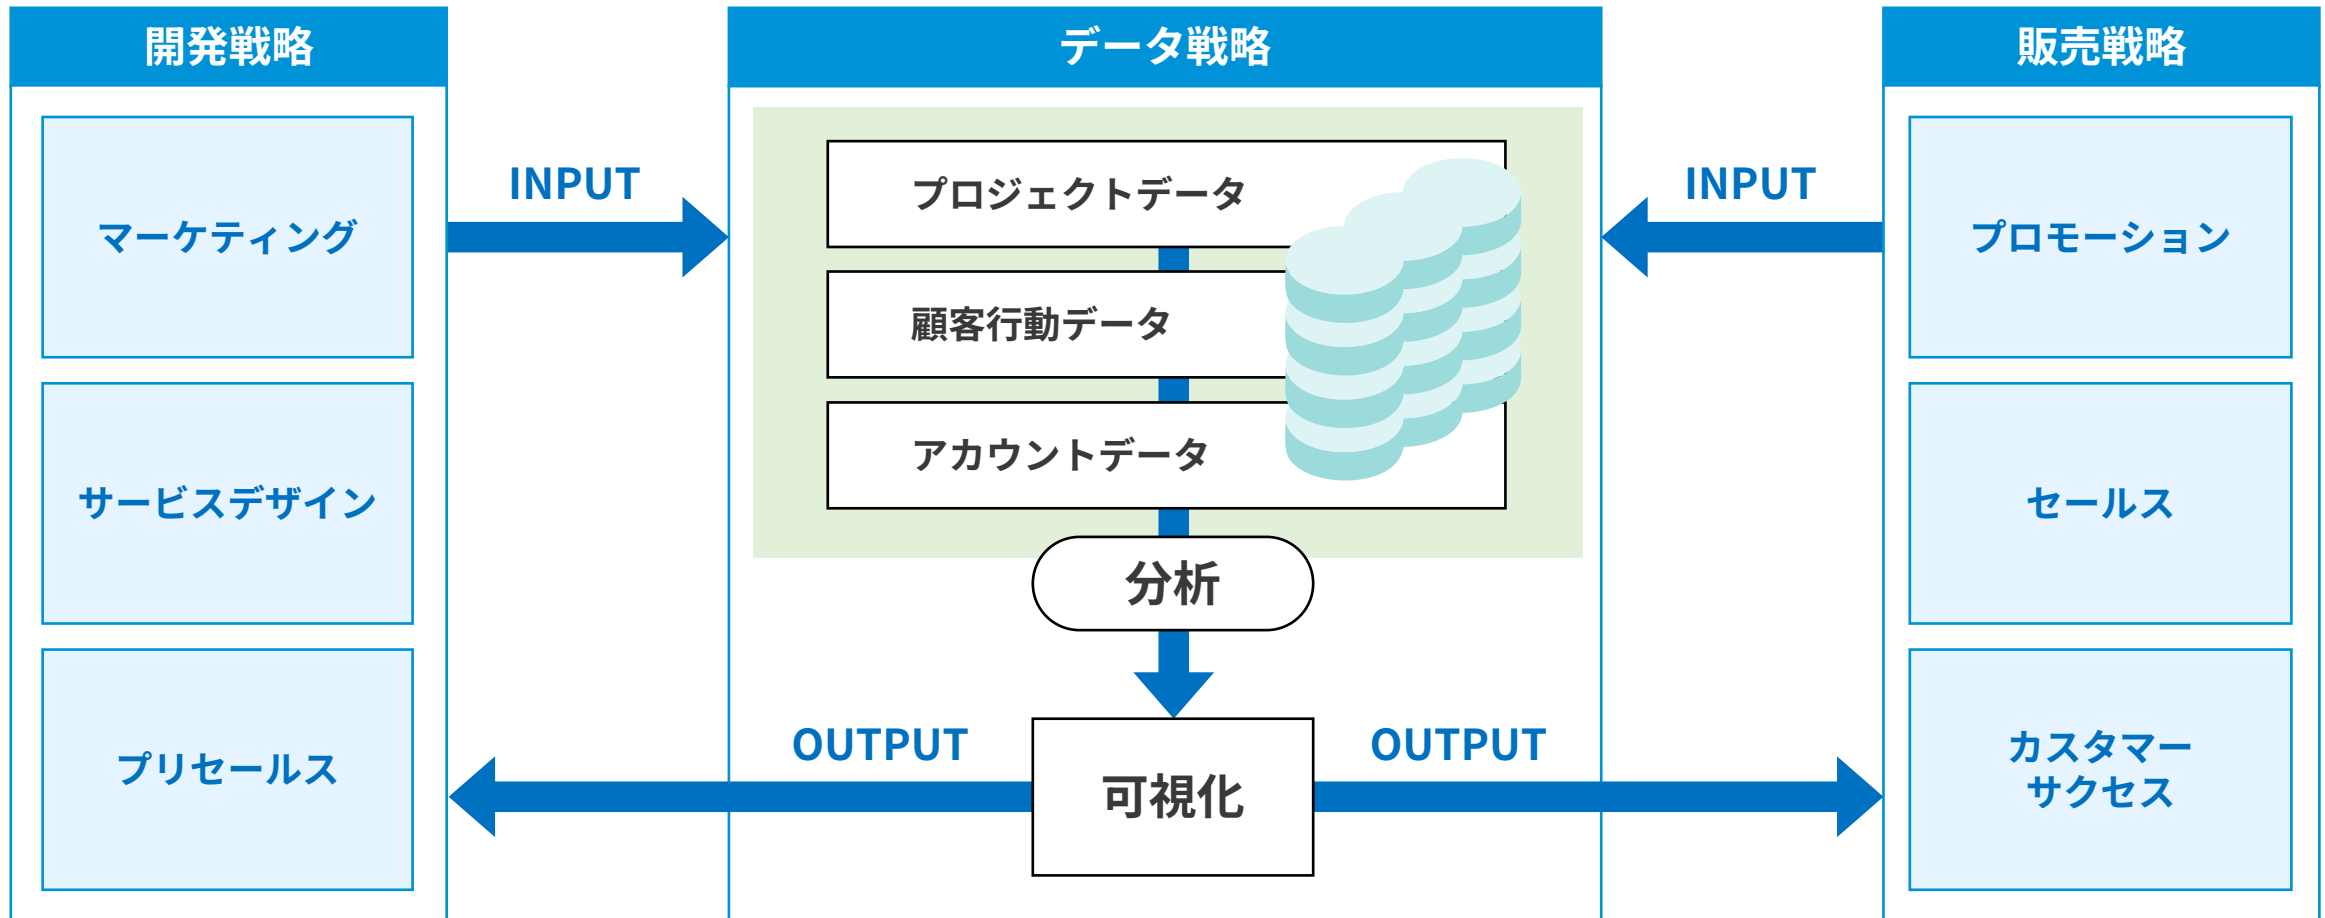 開発戦略
マーケティング
サービスデザイン
プリセールス
INPUT
データ戦略
プロジェクトデータ
顧客行動データ
アカウントデータ
分析
可視化
OUTPUT
OUTPUT
INPUT
販売戦略
プロモーション
セールス
カスタマー
サクセス